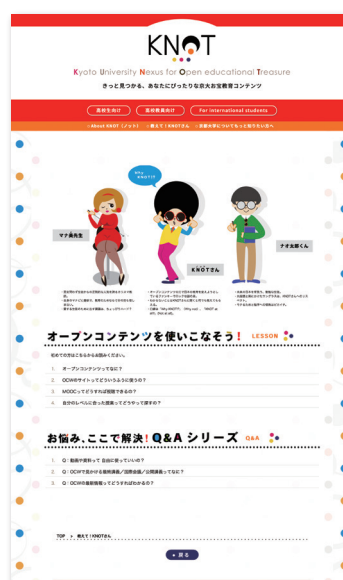 KNOT
Kyoto University Nexus for Open educational Treasure
きっと見つかる、あなたにぴったりな京大お宝教育コンテンツ
高校生向け
高校教員向け
For international students
About KNOT（ノット）
教えて！KNOTさん
京都大学についてもっと知りたい方へ
Why KNOT!?
マナ美先生
KNOTさん
ナオ太郎くん
オープンコンテンツを使いこなそう！ LESSON
初めての方はこちらからお読みください。
1. オープンコンテンツってなに？
2. OCWのサイトってどういうふうに使うの？
3. MOOCってどうすれば視聴できるの？
4. 自分のレベルに合った授業ってどうやって探すの？
お悩み、ここで解決！Q&A シリーズ Q&A
1. Q：動画や資料って 自由に使っていいの？
2. Q：OCWで見かける最終講義／国際会議／公開講義ってなに？
3. Q：OCWの最新情報ってどうすればわかるの？
TOP > 教えて！KNOTさん
戻る